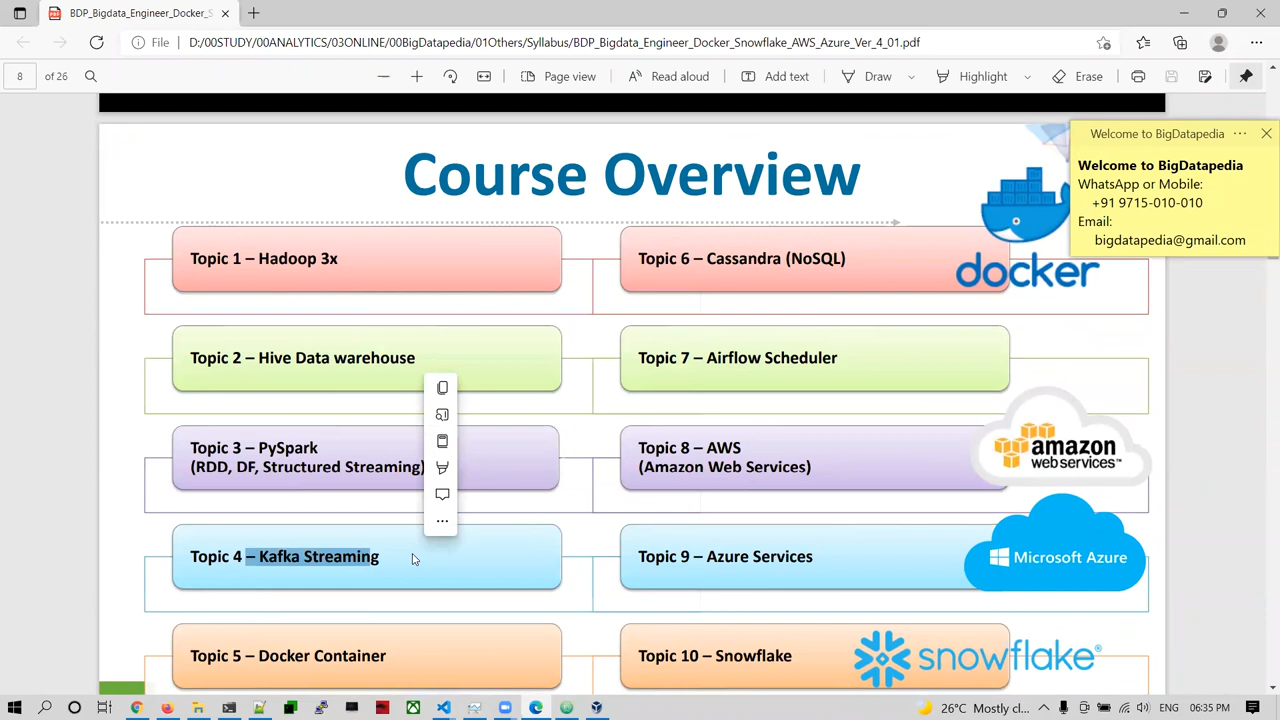 BDP_Bigdata_Engineer_Docker_S
File
D:/00STUDY/00ANALYTICS/03ONLINE/00BigDatapedia/01Others/Syllabus/BDP_Bigdata_Engineer_Docker_Snowflake_AWS_Azure_Ver_4_01.pdf
8 of 26
Page view
Read aloud
Add text
Draw
Highlight
Erase
Welcome to BigDatapedia
Welcome to BigDatapedia
WhatsApp or Mobile:
+91 9715-010-010
Email:
bigdatapedia@gmail.com
Course Overview
docker
Topic 1 – Hadoop 3x
Topic 2 – Hive Data warehouse
Topic 3 – PySpark
(RDD, DF, Structured Streaming)
Topic 4 – Kafka Streaming
Topic 5 – Docker Container
Topic 6 – Cassandra (NoSQL)
Topic 7 – Airflow Scheduler
Topic 8 – AWS
(Amazon Web Services)
amazon
web services™
Topic 9 – Azure Services
Microsoft Azure
Topic 10 – Snowflake
snowflake®
26°C Mostly cl...
ENG
06:35 PM